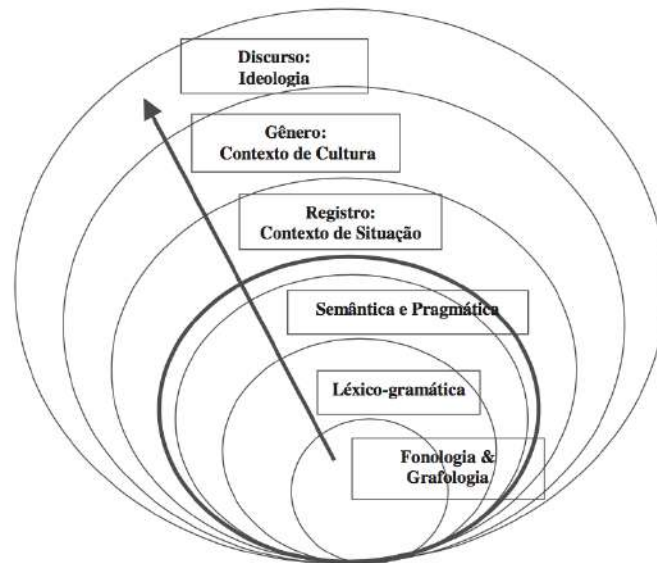 Discurso:
Ideologia
Gênero:
Contexto de Cultura
Registro:
Contexto de Situação
Semântica e Pragmática
Léxico-gramática
Fonologia &
Grafologia